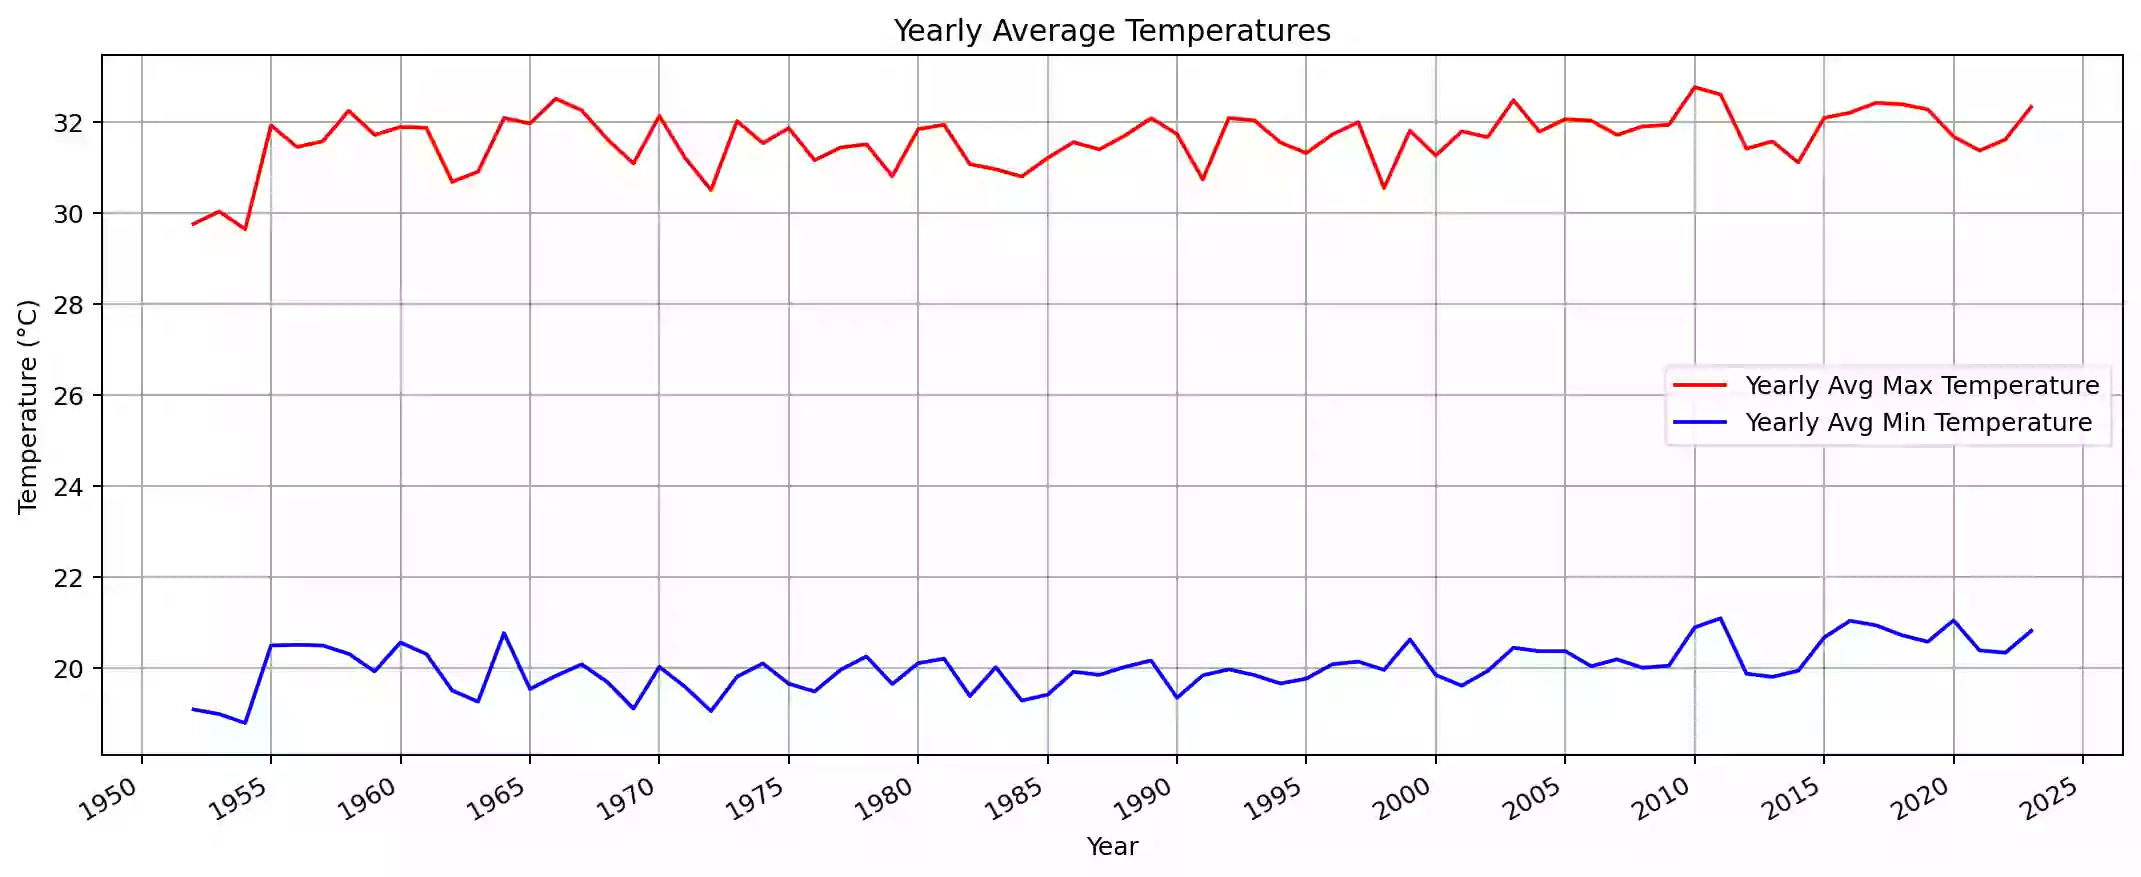 Yearly Average Temperatures
Temperature (°C)
32
30
28
26
24
22
20
Yearly Avg Max Temperature
Yearly Avg Min Temperature
1950 1955 1960 1965 1970 1975 1980 1985 1990 1995 2000 2005 2010 2015 2020 2025
Year